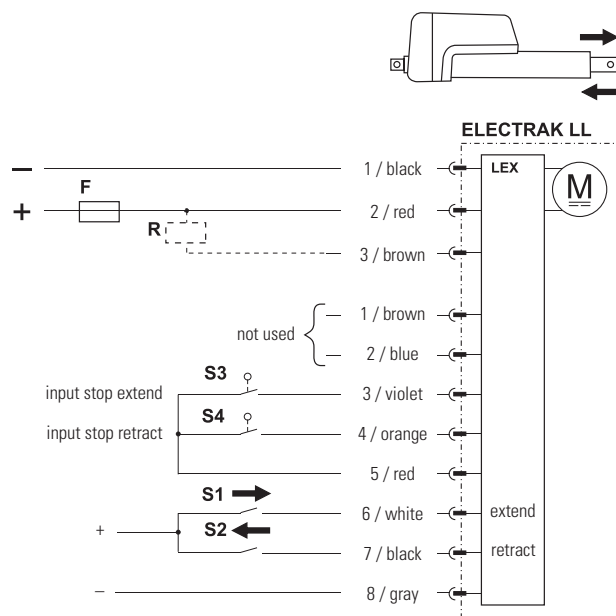 ELECTRAK LL
− 1 / black LEX M
F
+ 2 / red
R
3 / brown
1 / brown
not used
2 / blue
S3
input stop extend 3 / violet
S4
input stop retract 4 / orange
5 / red
S1
6 / white extend
+ S2
7 / black retract
− 8 / gray